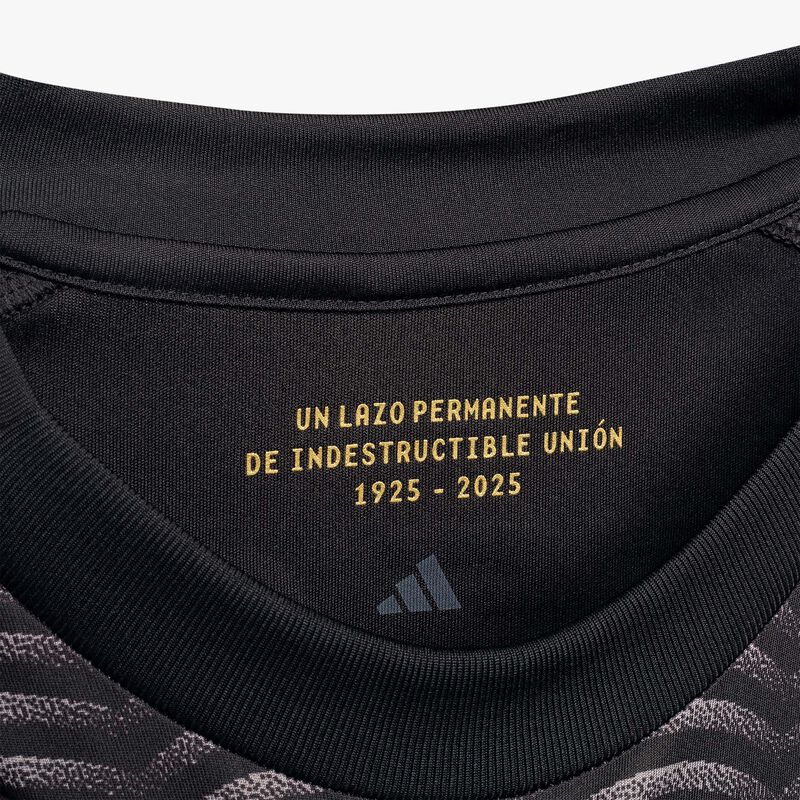 UN LAZO PERMANENTE
DE INDESTRUCTIBLE UNIÓN
1925 - 2025